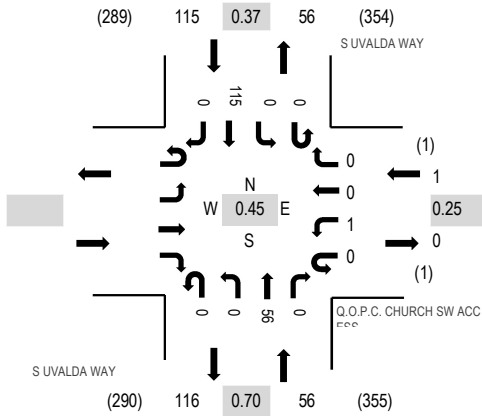 (289) 115 0.37 56 (354)
S UVALDA WAY
0 115 0 0
0
0
1
0
(1)
1
0.25
0
(1)
N
W 0.45 E
S
0 0 56 0
Q.O.P.C. CHURCH SW ACC
ESS
S UVALDA WAY
(290) 116 0.70 56 (355)